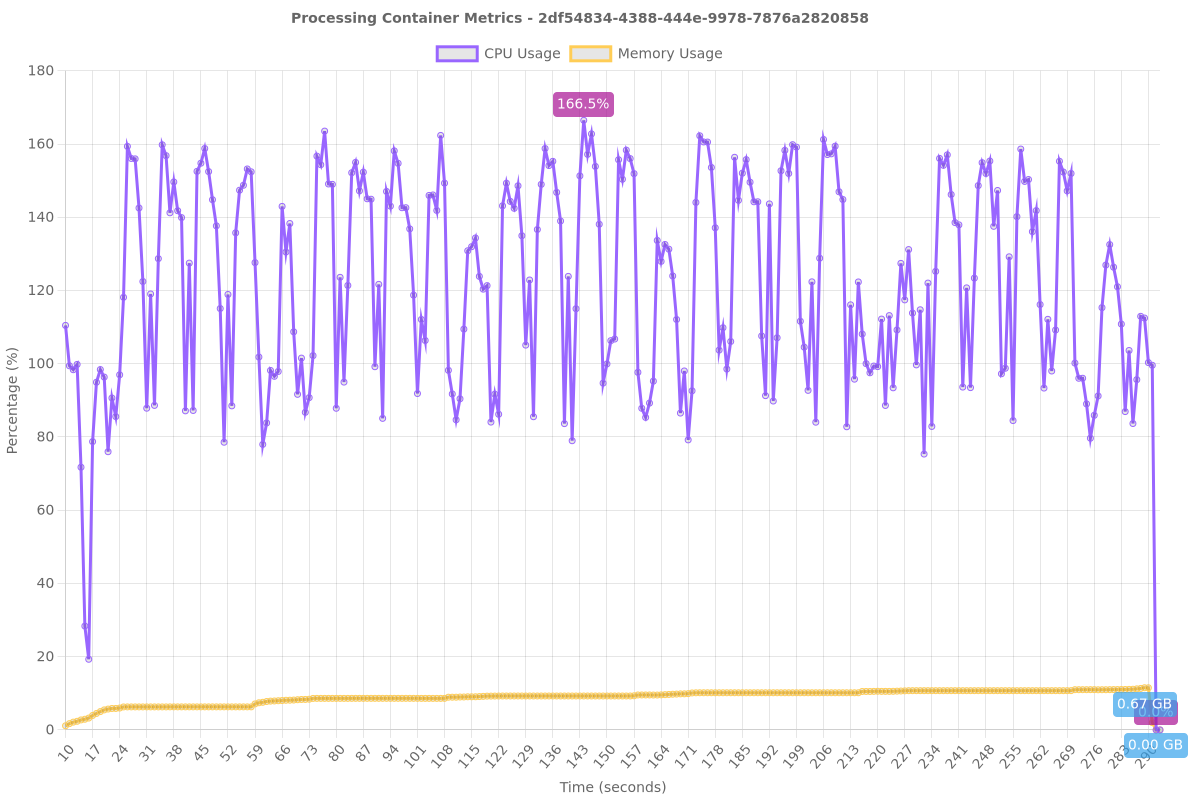 Processing Container Metrics - 2df54834-4388-444e-9978-7876a2820858
CPU Usage Memory Usage
180
160
140
120
100
80
60
40
20
0
Percentage (%)
166.5%
0.67 GB
0.0%
0.00 GB
10 17 24 31 38 45 52 59 66 73 80 87 94 101 108 115 122 129 136 143 150 157 164 171 178 185 192 199 206 213 220 227 234 241 248 255 262 269 276
Time (seconds)